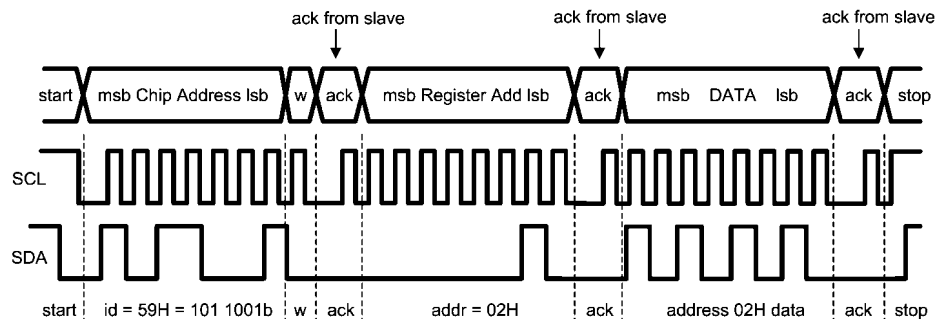 ack from slave ack from slave ack from slave
start msb Chip Address lsb w ack msb Register Add lsb ack msb DATA lsb ack stop
SCL
SDA
start id = 59H = 101 1001b w ack addr = 02H ack address 02H data ack stop